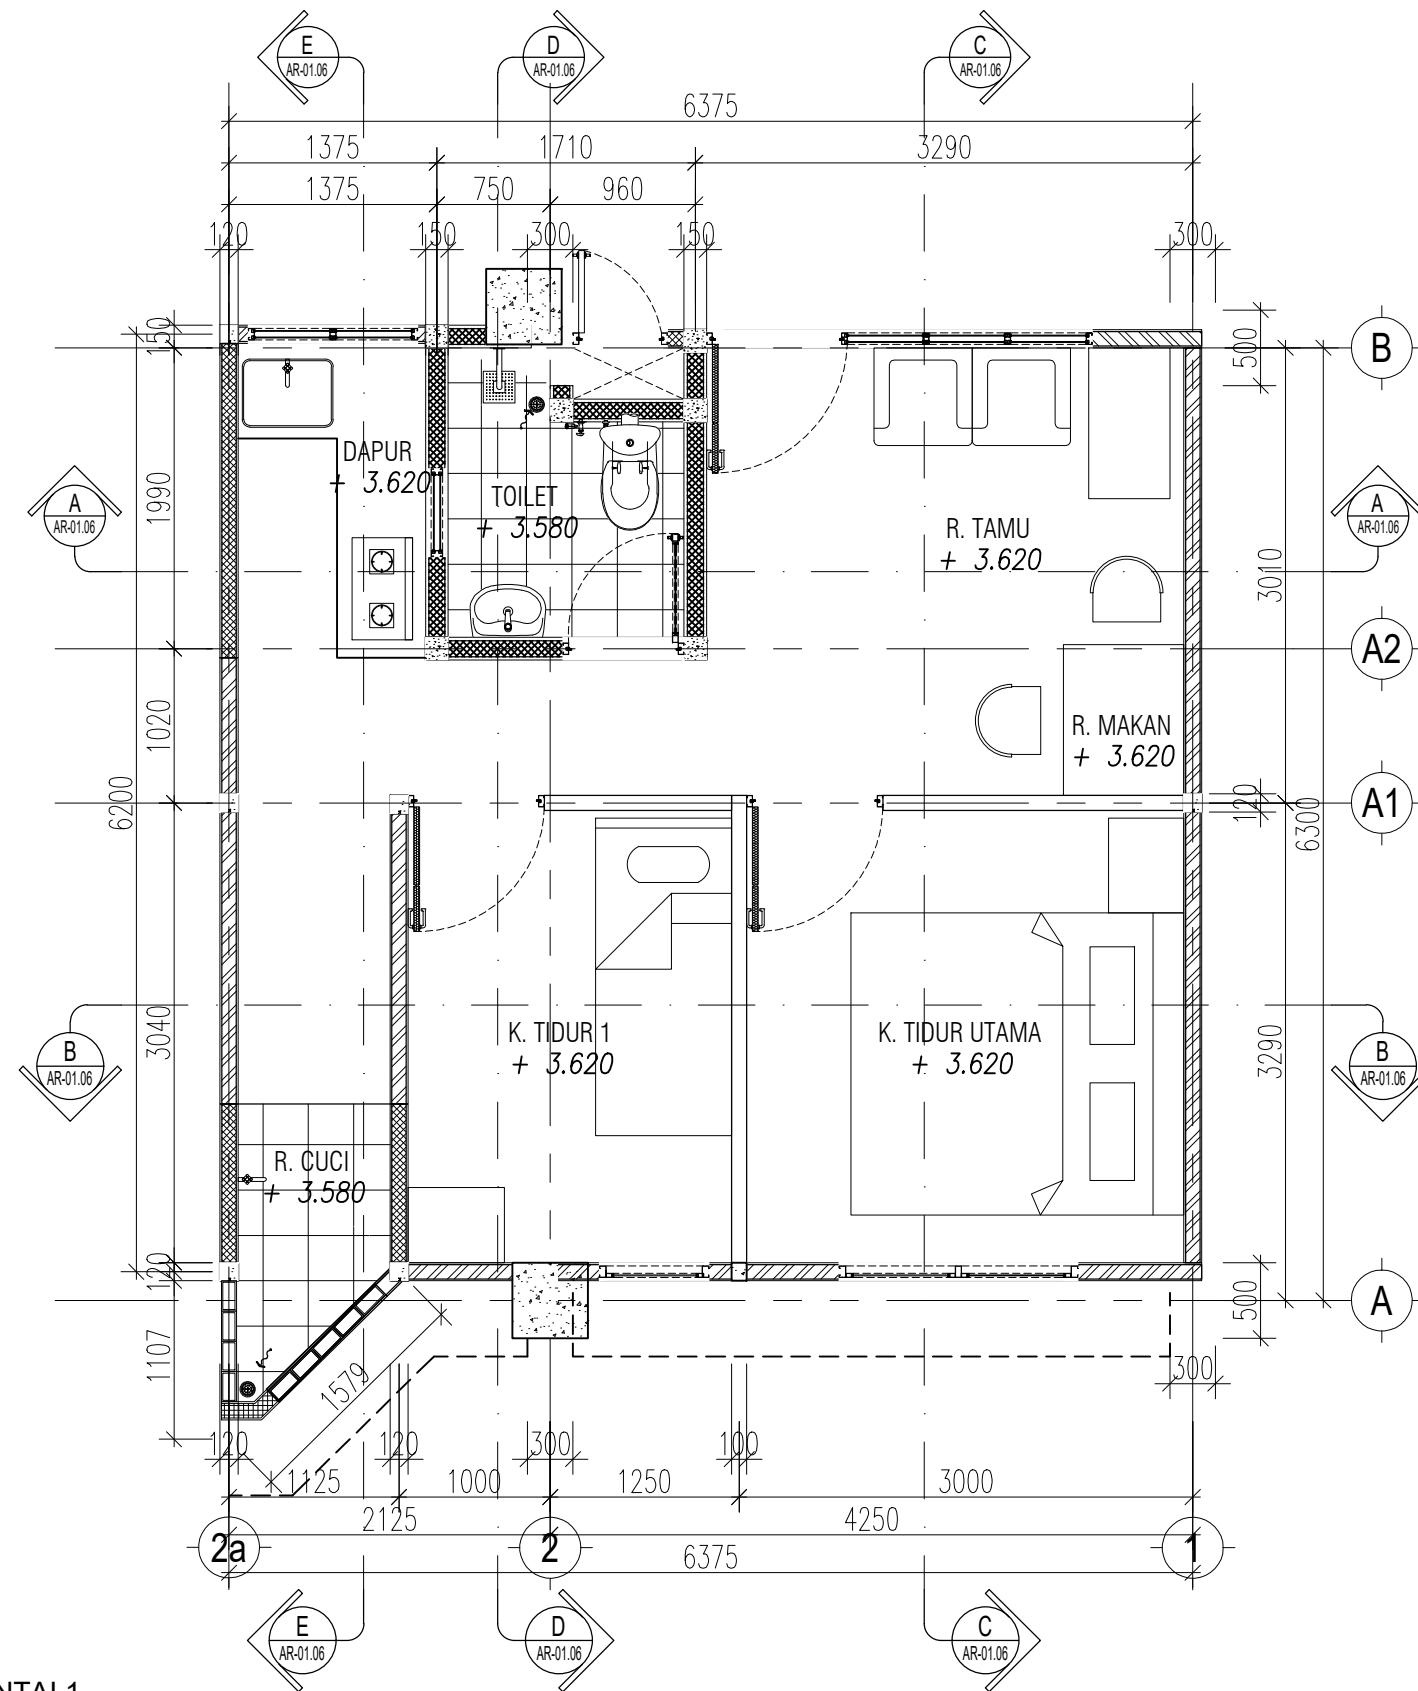 E
AR-01.06
D
AR-01.06
C
AR-01.06
6375
1375
1710
3290
1375
750
960
120
150
300
150
300
150
500
B
DAPUR
+ 3.620
TOILET
+ 3.580
1990
A
AR-01.06
A
AR-01.06
R. TAMU
+ 3.620
3010
A2
1020
R. MAKAN
+ 3.620
6200
120
6300
A1
3040
K. TIDUR 1
+ 3.620
K. TIDUR UTAMA
+ 3.620
3290
B
AR-01.06
B
AR-01.06
R. CUCI
+ 3.580
120
500
A
1107
1579
300
120
120
300
100
1125
1000
1250
3000
2125
4250
2a
2
1
6375
E
AR-01.06
D
AR-01.06
C
AR-01.06